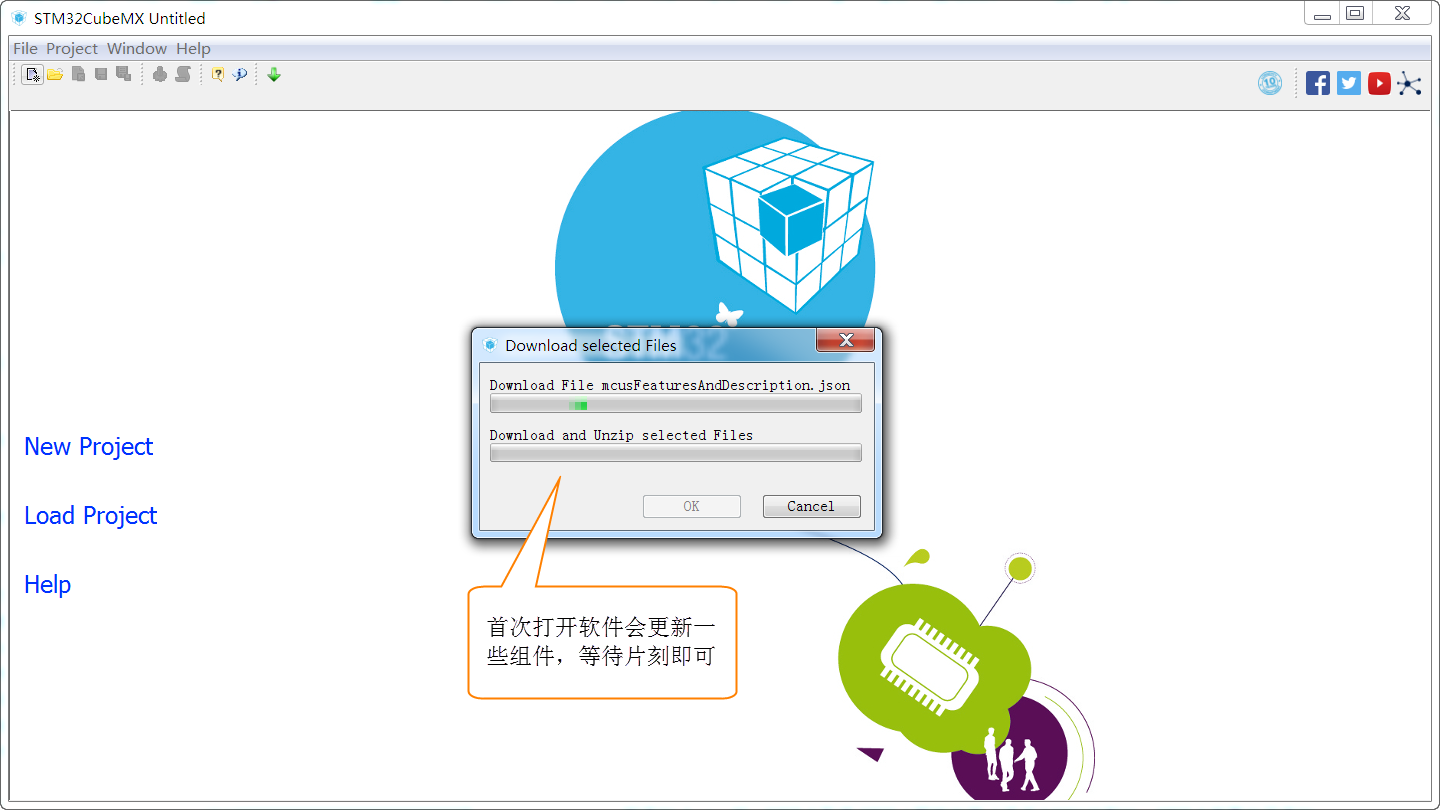 STM32CubeMX Untitled
File Project Window Help
10
STM32
Download selected Files
Download File mcusFeaturesAndDescription.json
Download and Unzip selected Files
OK Cancel
New Project
Load Project
Help
首次打开软件会更新一
些组件，等待片刻即可